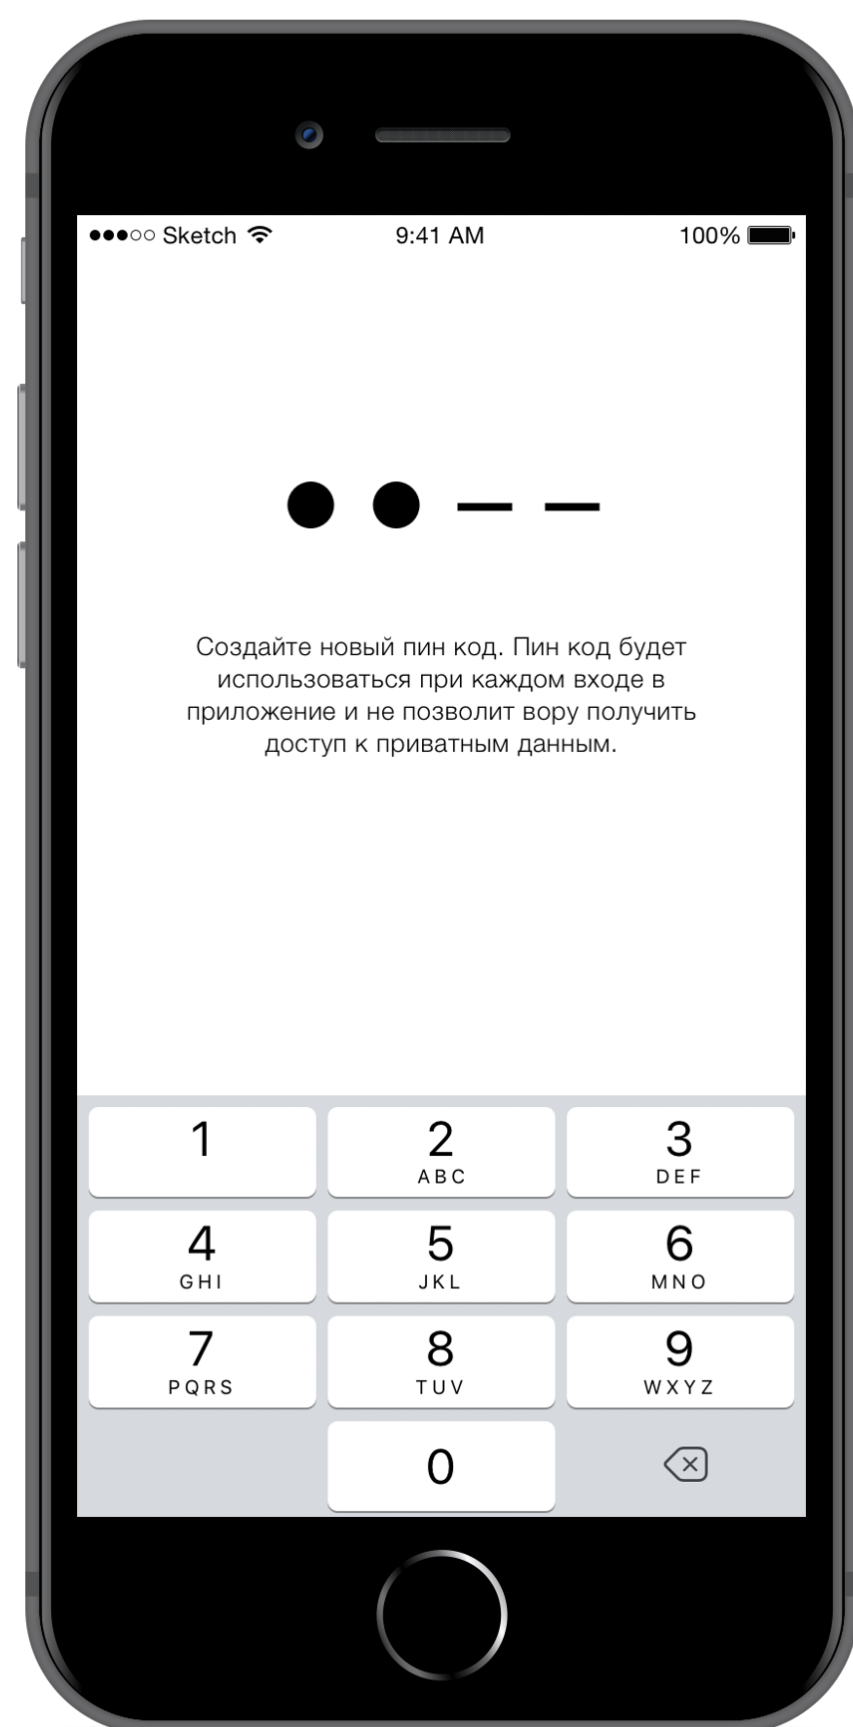 Sketch 9:41 AM 100%
Создайте новый пин код. Пин код будет
использоваться при каждом входе в
приложение и не позволит вору получить
доступ к приватным данным.
1 2 3
ABC DEF
4 5 6
GHI JKL MNO
7 8 9
PQRS TUV WXYZ
0